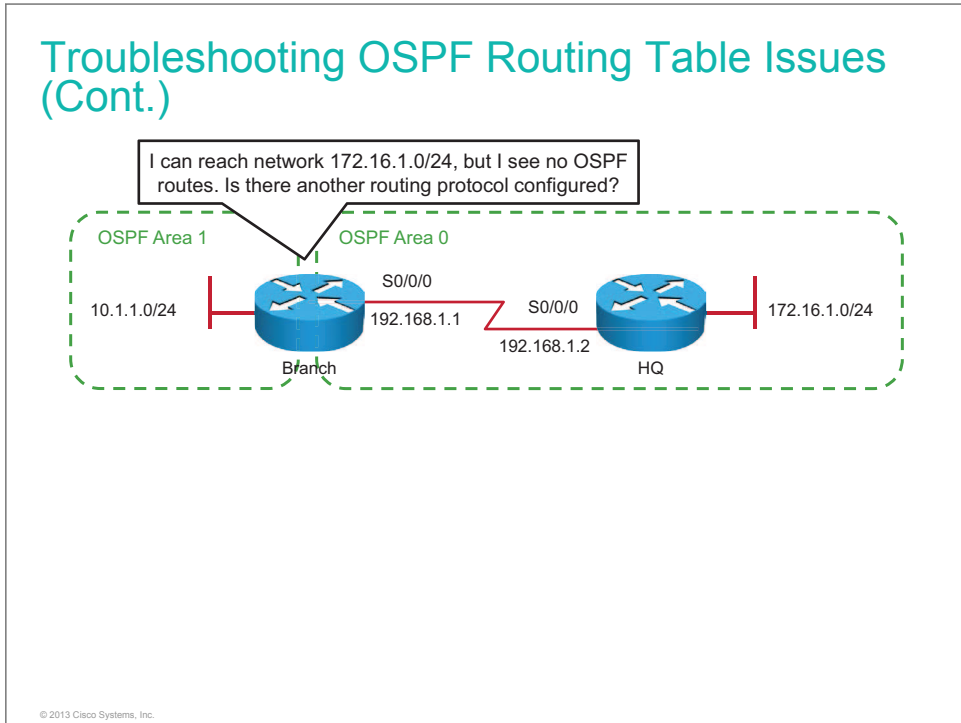 Troubleshooting OSPF Routing Table Issues
(Cont.)
I can reach network 172.16.1.0/24, but I see no OSPF
routes. Is there another routing protocol configured?
OSPF Area 1
OSPF Area 0
S0/0/0
10.1.1.0/24
192.168.1.1
S0/0/0
172.16.1.0/24
192.168.1.2
Branch
HQ
© 2013 Cisco Systems, Inc.